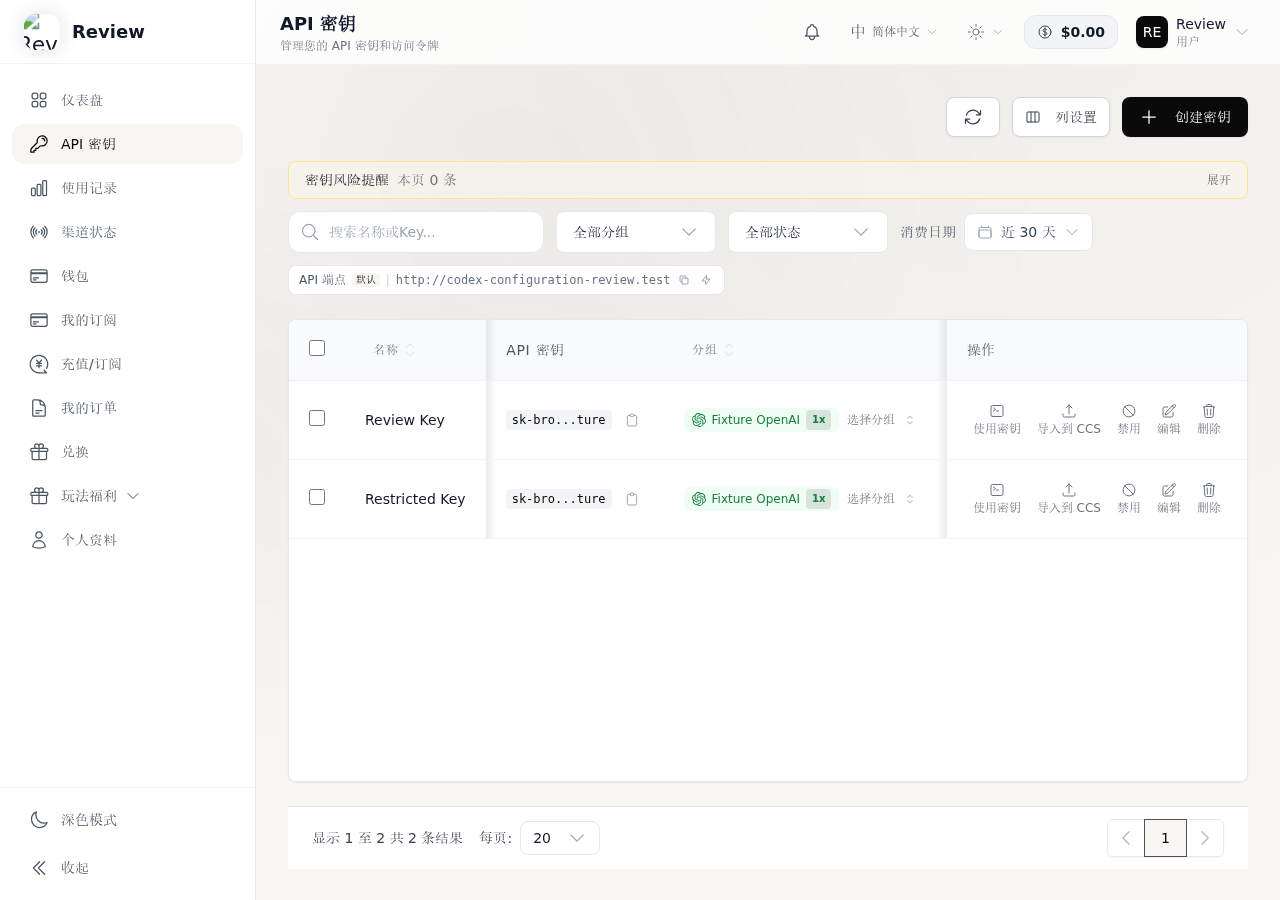 Review
API 密钥
管理您的 API 密钥和访问令牌
中 简体中文
$0.00
RE
Review
用户
仪表盘
API 密钥
使用记录
渠道状态
钱包
我的订阅
充值/订阅
我的订单
兑换
玩法福利
个人资料
深色模式
收起
列设置
创建密钥
密钥风险提醒 本页 0 条
展开
搜索名称或Key...
全部分组
全部状态
消费日期
近 30 天
API 端点 默认 | http://codex-configuration-review.test
名称
API 密钥
分组
操作
Review Key
sk-bro...ture
Fixture OpenAI 1x
选择分组
使用密钥
导入到 CCS
禁用
编辑
删除
Restricted Key
sk-bro...ture
Fixture OpenAI 1x
选择分组
使用密钥
导入到 CCS
禁用
编辑
删除
显示 1 至 2 共 2 条结果
每页:
20
1